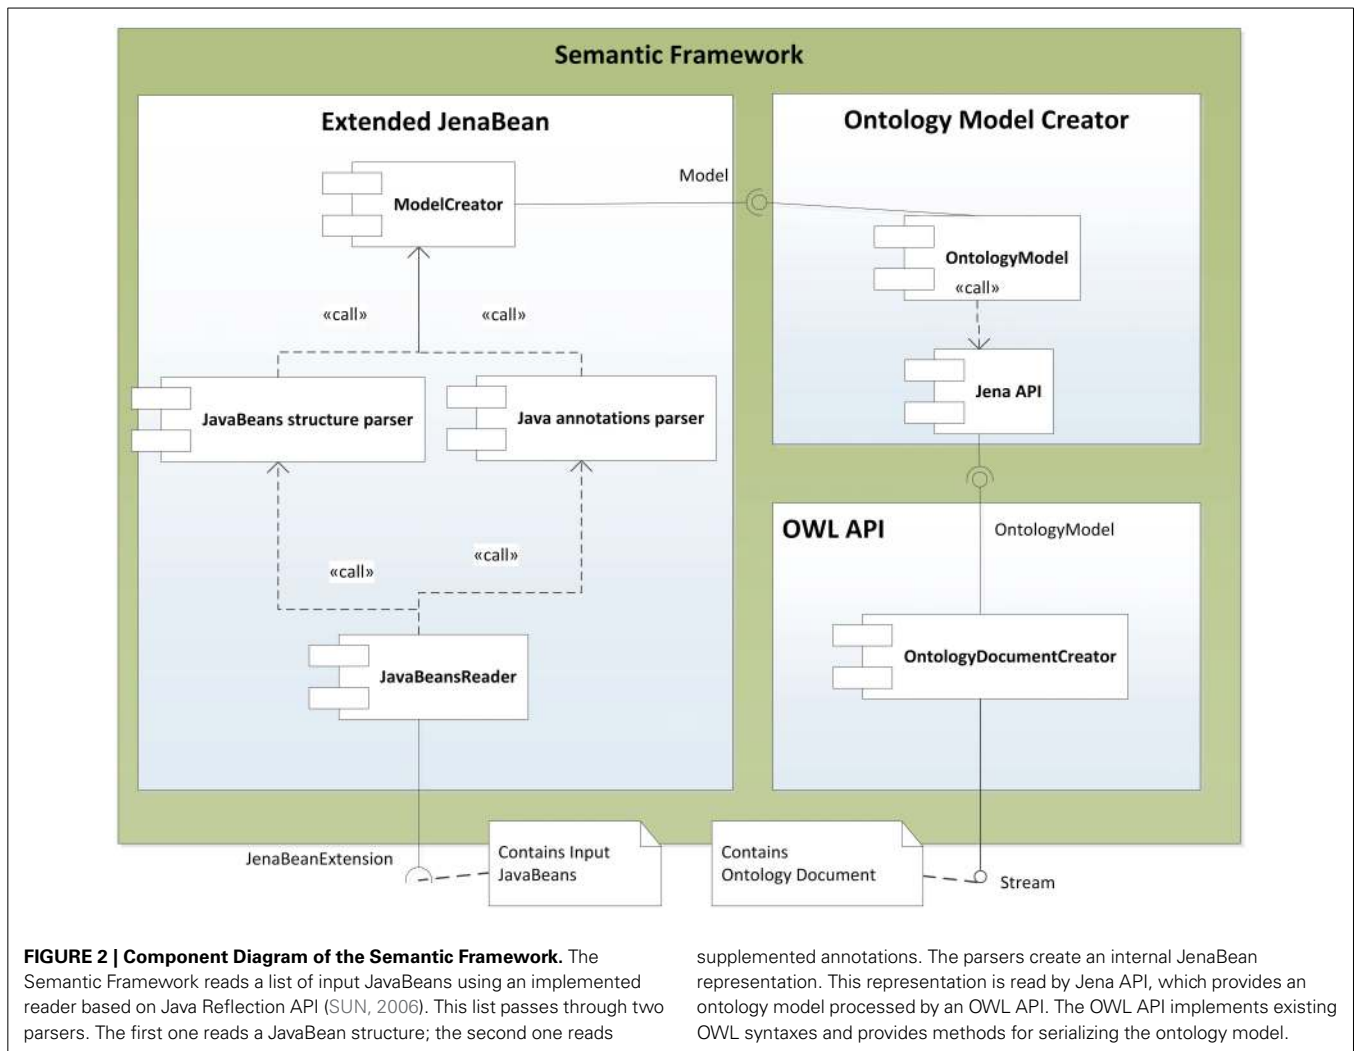 Semantic Framework
Extended JenaBean
Ontology Model Creator
Model
ModelCreator
OntologyModel
«call»
«call»
«call»
Jena API
JavaBeans structure parser
Java annotations parser
OWL API
OntologyModel
«call»
«call»
OntologyDocumentCreator
JavaBeansReader
JenaBeanExtension
Contains Input
JavaBeans
Contains
Ontology Document
Stream
FIGURE 2 | Component Diagram of the Semantic Framework. The
Semantic Framework reads a list of input JavaBeans using an implemented
reader based on Java Reflection API (SUN, 2006). This list passes through two
parsers. The first one reads a JavaBean structure; the second one reads
supplemented annotations. The parsers create an internal JenaBean
representation. This representation is read by Jena API, which provides an
ontology model processed by an OWL API. The OWL API implements existing
OWL syntaxes and provides methods for serializing the ontology model.